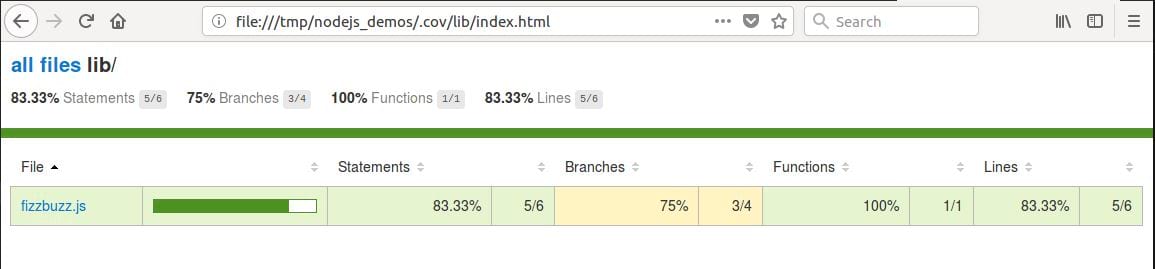 file:///tmp/nodejs_demos/.cov/lib/index.html
Search
all files lib/
83.33% Statements 5/6 75% Branches 3/4 100% Functions 1/1 83.33% Lines 5/6
File Statements Branches Functions Lines
fizzbuzz.js 83.33% 5/6 75% 3/4 100% 1/1 83.33% 5/6